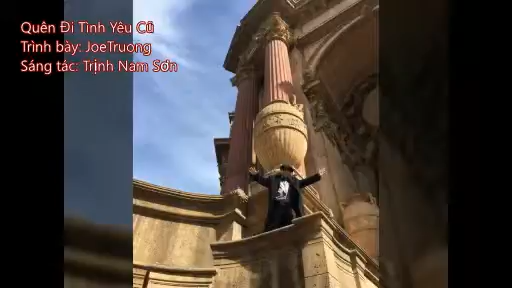 Quên Đi Tình Yêu Cũ
Trình bày: JoeTruong
Sáng tác: Trịnh Nam Sơn